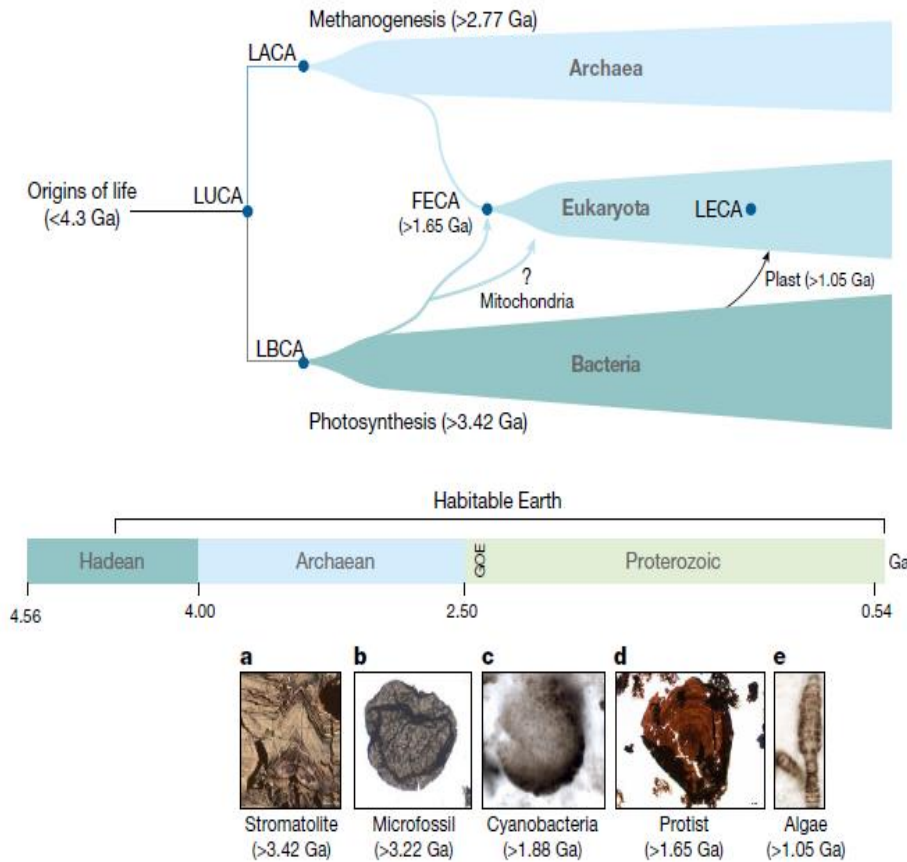 Methanogenesis (>2.77 Ga)
LACA
Archaea
Origins of life
(<4.3 Ga)
LUCA
FECA
(>1.65 Ga)
Eukaryota
LECA
?
Mitochondria
Plast (>1.05 Ga)
LBCA
Bacteria
Photosynthesis (>3.42 Ga)
Habitable Earth
Hadean
Archaean
GOE
Proterozoic
Ga
4.56
4.00
2.50
0.54
a
b
c
d
e
Stromatolite
(>3.42 Ga)
Microfossil
(>3.22 Ga)
Cyanobacteria
(>1.88 Ga)
Protist
(>1.65 Ga)
Algae
(>1.05 Ga)